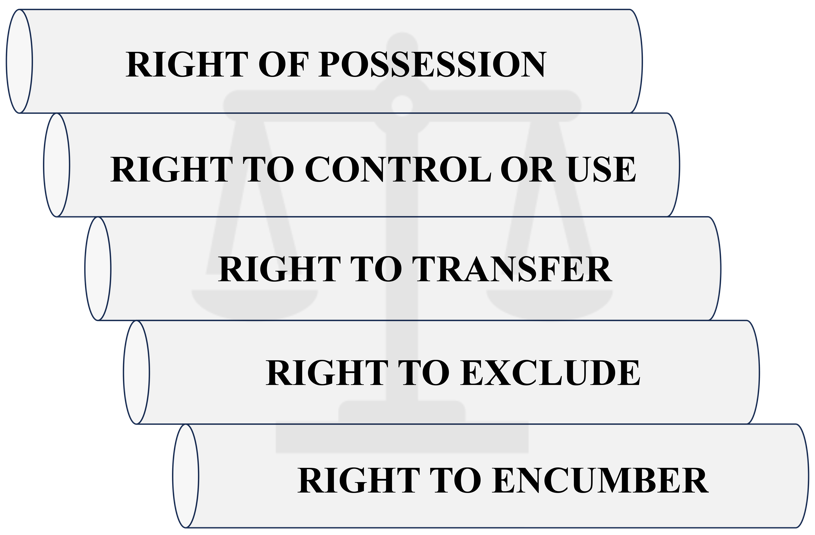 RIGHT OF POSSESSION
RIGHT TO CONTROL OR USE
RIGHT TO TRANSFER
RIGHT TO EXCLUDE
RIGHT TO ENCUMBER